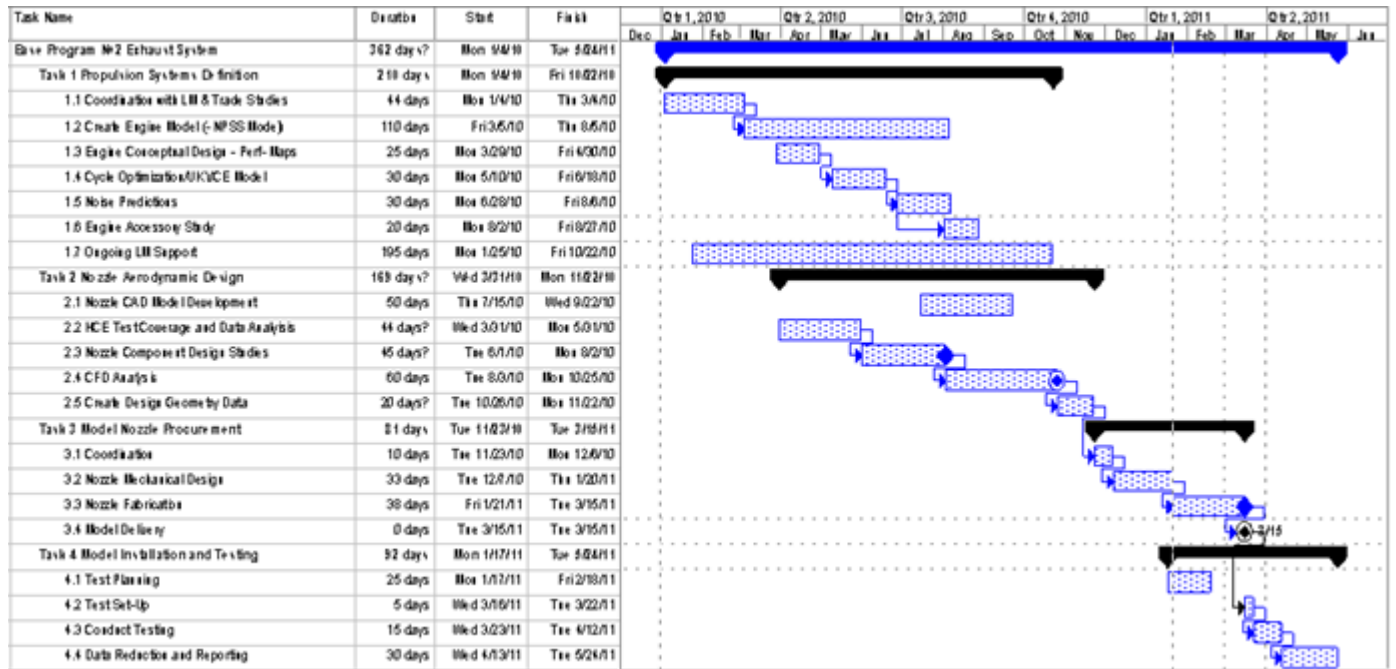 Task Name Duration Start Finish Qtr 1, 2010 Qtr 2, 2010 Qtr 3, 2010 Qtr 4, 2010 Qtr 1, 2011 Qtr 2, 2011
Dec Jan Feb Mar Apr May Jun Jul Aug Sep Oct Nov Dec Jan Feb Mar Apr May Jun
Base Program №2 Exhaust System 362 days? Mon 1/4/10 Tue 5/24/11
Task 1 Propulsion Systems Definition 210 days Mon 1/4/10 Fri 10/22/10
1.1 Coordination with LM & Trade Studies 44 days Mon 1/4/10 Thu 3/4/10
1.2 Create Engine Model (- NPSS Mode) 110 days Fri 3/5/10 Thu 8/5/10
1.3 Engine Conceptual Design - Perf- Maps 25 days Mon 3/29/10 Fri 4/30/10
1.4 Cycle Optimization/UKVCE Model 30 days Mon 5/10/10 Fri 6/18/10
1.5 Noise Predictions 30 days Mon 6/28/10 Fri 8/6/10
1.6 Engine Accessory Study 20 days Mon 8/2/10 Fri 8/27/10
1.7 Ongoing LM Support 195 days Mon 1/25/10 Fri 10/22/10
Task 2 Nozzle Aerodynamic Design 169 days? Wed 3/31/10 Mon 11/22/10
2.1 Nozzle CAD Model Development 50 days Thu 7/15/10 Wed 9/22/10
2.2 HCE Test Coverage and Data Analyisis 44 days? Wed 3/31/10 Mon 5/31/10
2.3 Nozzle Component Design Studies 45 days? Tue 6/1/10 Mon 8/2/10
2.4 CFD Analysis 60 days Tue 8/3/10 Mon 10/25/10
2.5 Create Design Geometry Data 20 days? Tue 10/26/10 Mon 11/22/10
Task 3 Model Nozzle Procurement 81 days Tue 11/23/10 Tue 3/15/11
3.1 Coordination 10 days Tue 11/23/10 Mon 12/6/10
3.2 Nozzle Mechanical Design 33 days Tue 12/7/10 Thu 1/20/11
3.3 Nozzle Fabrication 38 days Fri 1/21/11 Tue 3/15/11
3.4 Model Delivery 0 days Tue 3/15/11 Tue 3/15/11 3/15
Task 4 Model Installation and Testing 92 days Mon 1/17/11 Tue 5/24/11
4.1 Test Planning 25 days Mon 1/17/11 Fri 2/18/11
4.2 Test Set-Up 5 days Wed 3/16/11 Tue 3/22/11
4.3 Conduct Testing 15 days Wed 3/23/11 Tue 4/12/11
4.4 Data Reduction and Reporting 30 days Wed 4/13/11 Tue 5/24/11